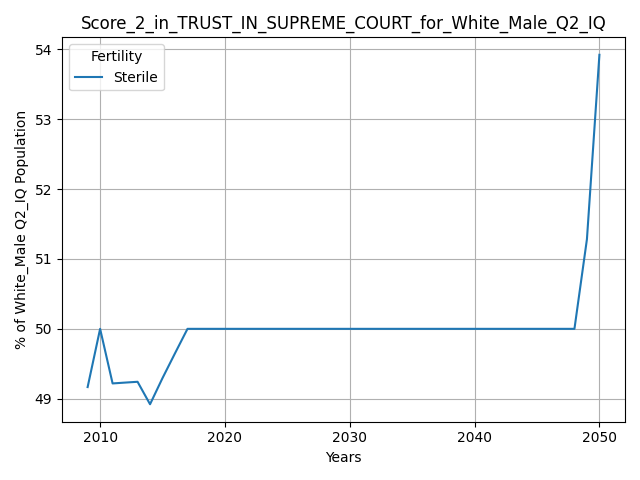 Score_2_in_TRUST_IN_SUPREME_COURT_for_White_Male_Q2_IQ
Fertility
Sterile
% of White_Male Q2_IQ Population
54
53
52
51
50
49
2010 2020 2030 2040 2050
Years